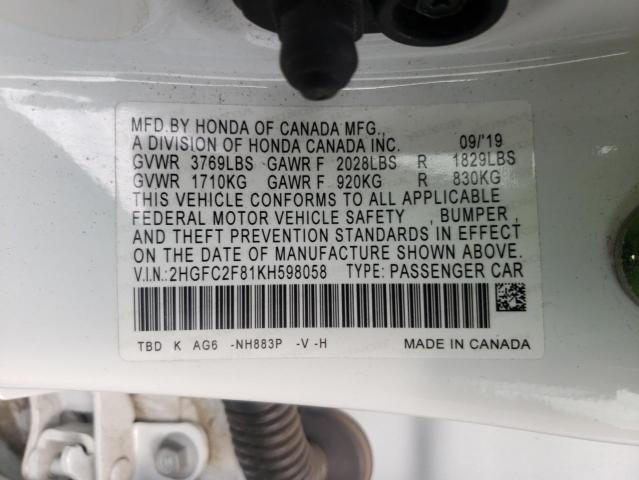 MFD.BY HONDA OF CANADA MFG.,
A DIVISION OF HONDA CANADA INC. 09/'19
GVWR 3769LBS GAWR F 2028LBS R 1829LBS
GVWR 1710KG GAWR F 920KG R 830KG
THIS VEHICLE CONFORMS TO ALL APPLICABLE
FEDERAL MOTOR VEHICLE SAFETY , BUMPER ,
AND THEFT PREVENTION STANDARDS IN EFFECT
ON THE DATE OF MANUFACTURE SHOWN ABOVE.
V.I.N.:2HGFC2F81KH598058 TYPE: PASSENGER CAR
TBD K AG6 -NH883P -V -H MADE IN CANADA